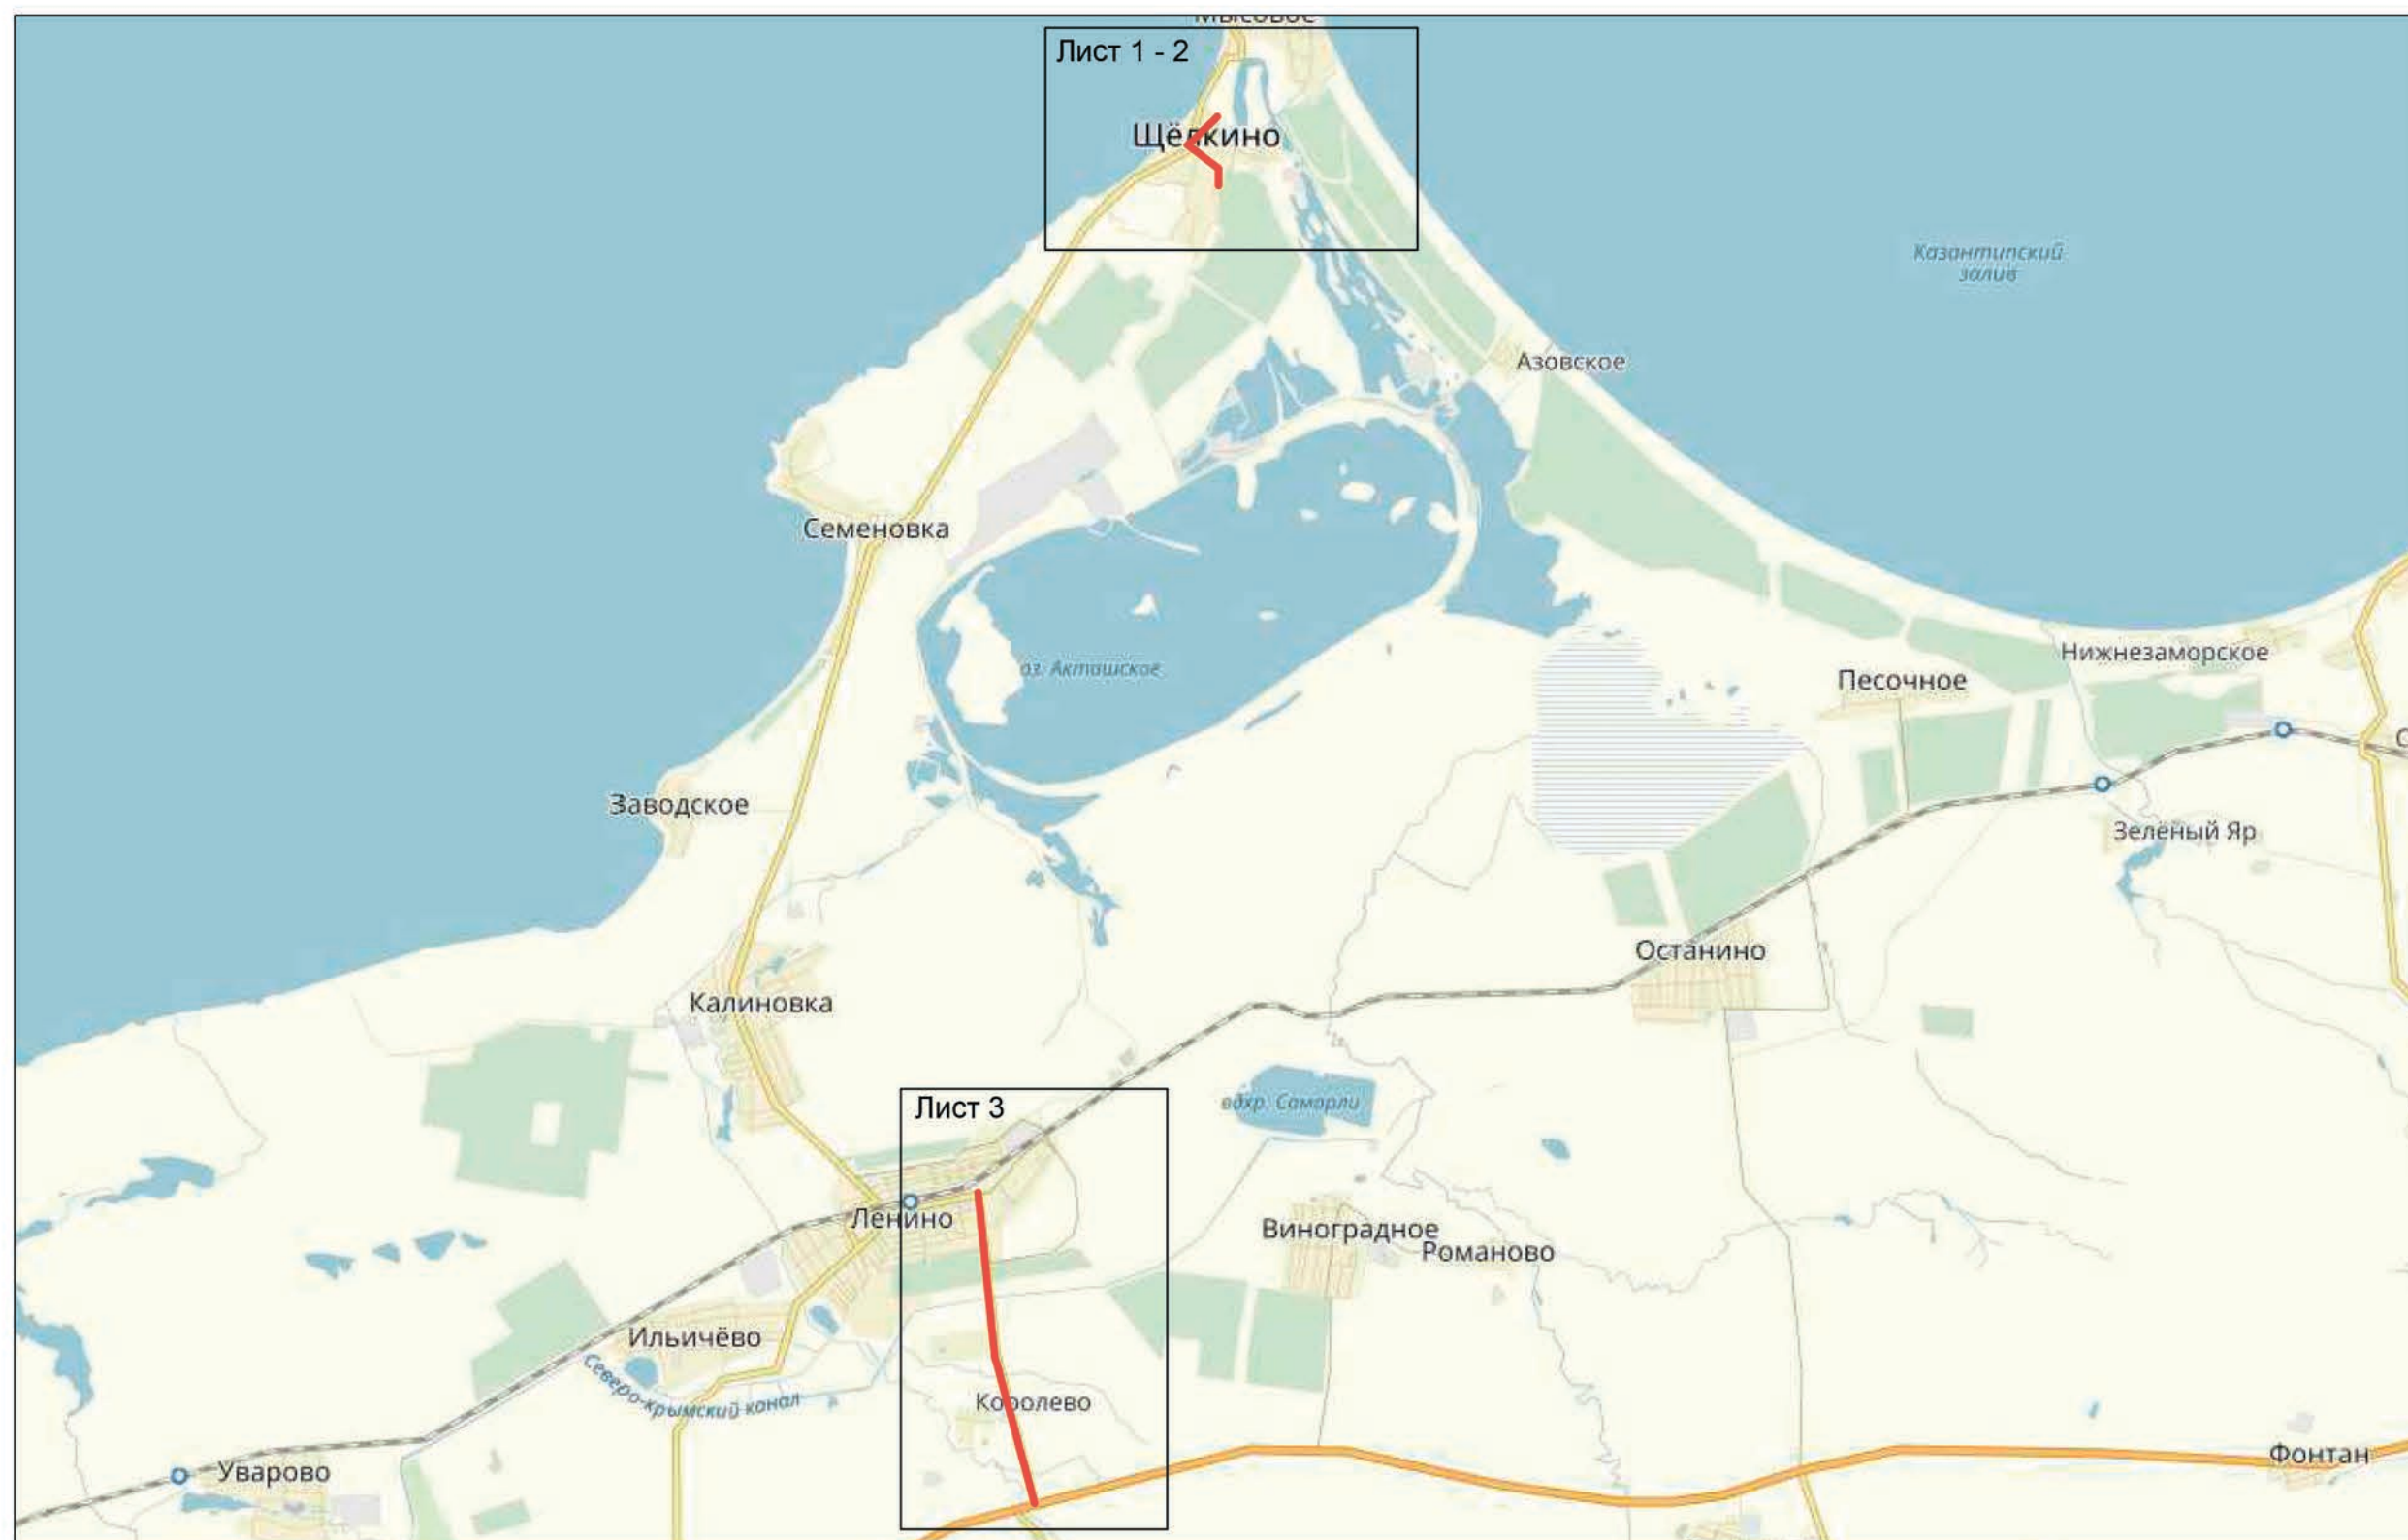 Мысовое
Лист 1 - 2
Щёлкино
Казантипский
залив
Азовское
Семеновка
оз. Акташское
Нижнезаморское
Песочное
Заводское
Зелёный Яр
Останино
Калиновка
вдхр. Самарли
Лист 3
Ленино
Виноградное
Романово
Ильичёво
Северо-крымский канал
Королево
Фонтан
Уварово